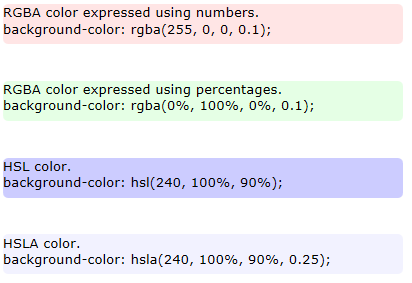 RGBA color expressed using numbers.
background-color: rgba(255, 0, 0, 0.1);
RGBA color expressed using percentages.
background-color: rgba(0%, 100%, 0%, 0.1);
HSL color.
background-color: hsl(240, 100%, 90%);
HSLA color.
background-color: hsla(240, 100%, 90%, 0.25);